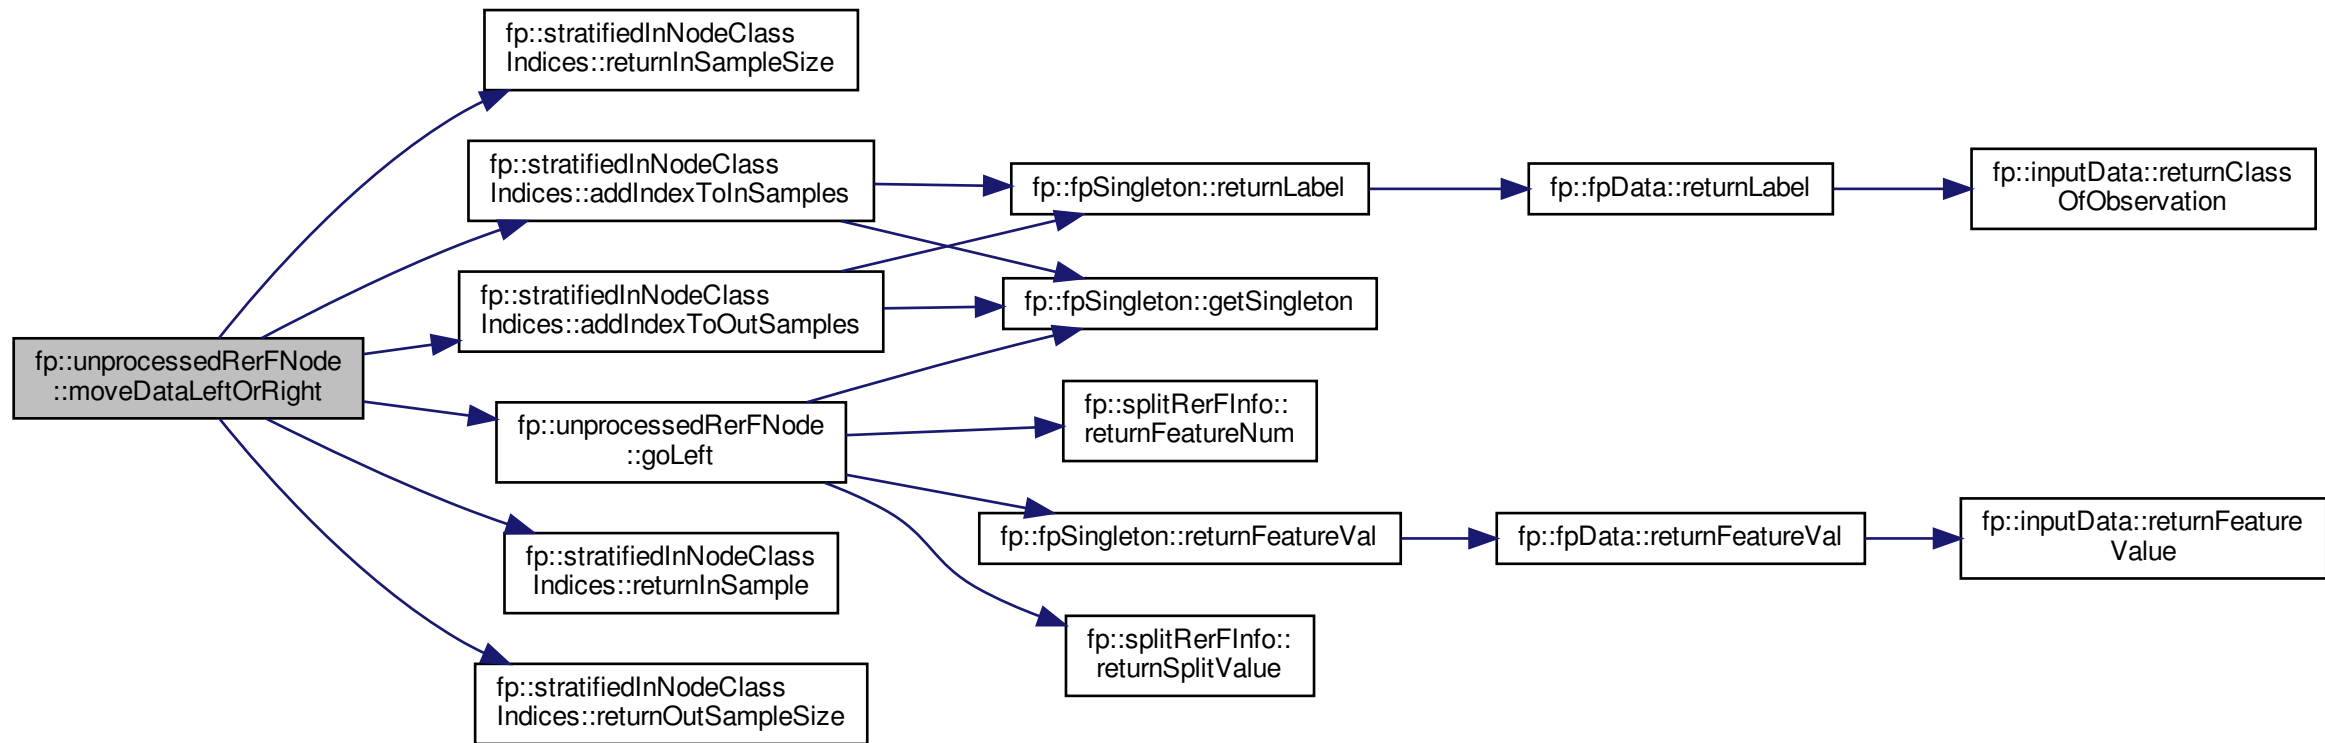 fp::unprocessedRerFNode
::moveDataLeftOrRight
fp::stratifiedInNodeClass
Indices::returnInSampleSize
fp::stratifiedInNodeClass
Indices::addIndexToInSamples
fp::stratifiedInNodeClass
Indices::addIndexToOutSamples
fp::unprocessedRerFNode
::goLeft
fp::stratifiedInNodeClass
Indices::returnInSample
fp::stratifiedInNodeClass
Indices::returnOutSampleSize
fp::fpSingleton::returnLabel
fp::fpSingleton::getSingleton
fp::splitRerFInfo::
returnFeatureNum
fp::fpSingleton::returnFeatureVal
fp::splitRerFInfo::
returnSplitValue
fp::fpData::returnLabel
fp::fpData::returnFeatureVal
fp::inputData::returnClass
OfObservation
fp::inputData::returnFeature
Value